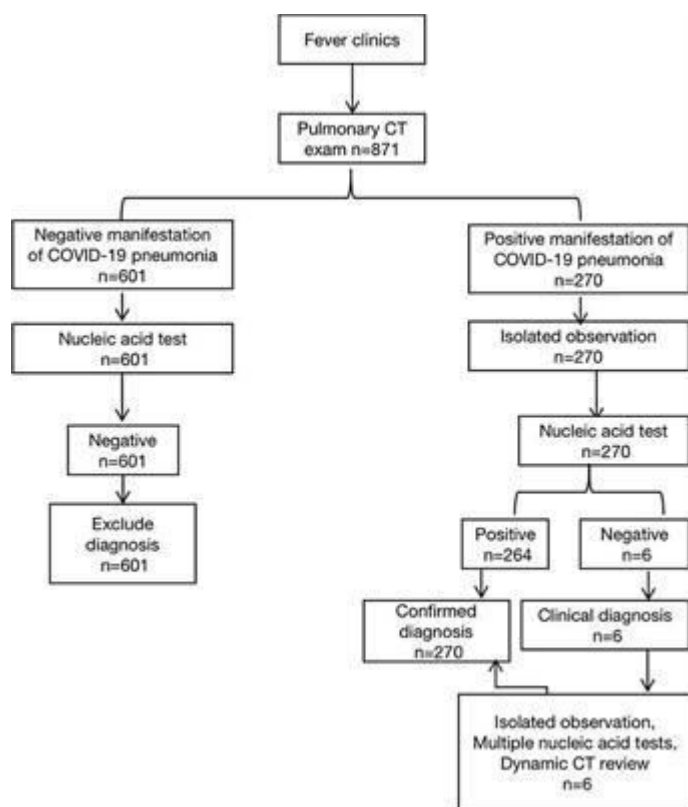 Fever clinics
Pulmonary CT
exam n=871
Negative manifestation
of COVID-19 pneumonia
n=601
Positive manifestation of
COVID-19 pneumonia
n=270
Nucleic acid test
n=601
Isolated observation
n=270
Negative
n=601
Nucleic acid test
n=270
Exclude
diagnosis
n=601
Positive
n=264
Negative
n=6
Confirmed
diagnosis
n=270
Clinical diagnosis
n=6
Isolated observation,
Multiple nucleic acid tests,
Dynamic CT review
n=6